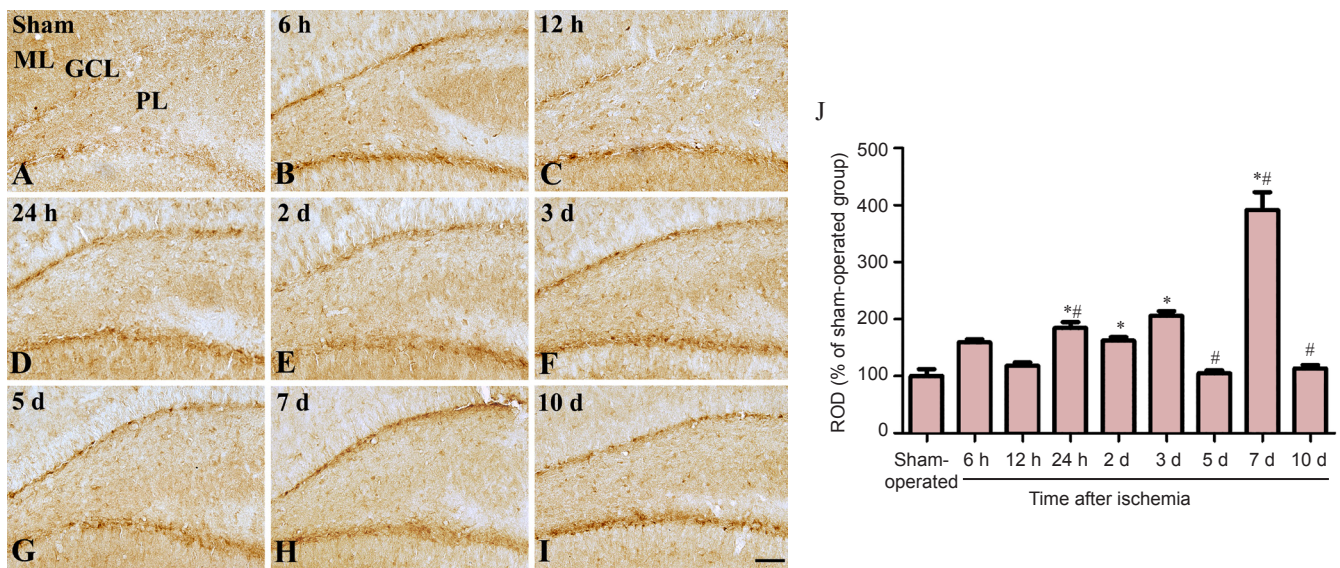 Sham
ML
GCL
PL
A
6 h
B
12 h
C
24 h
D
2 d
E
3 d
F
5 d
G
7 d
H
10 d
I
J
ROD (% of sham-operated group)
500
400
300
200
100
0
*#
*
*
#
*#
#
Sham-
operated
6 h
12 h
24 h
2 d
3 d
5 d
7 d
10 d
Time after ischemia